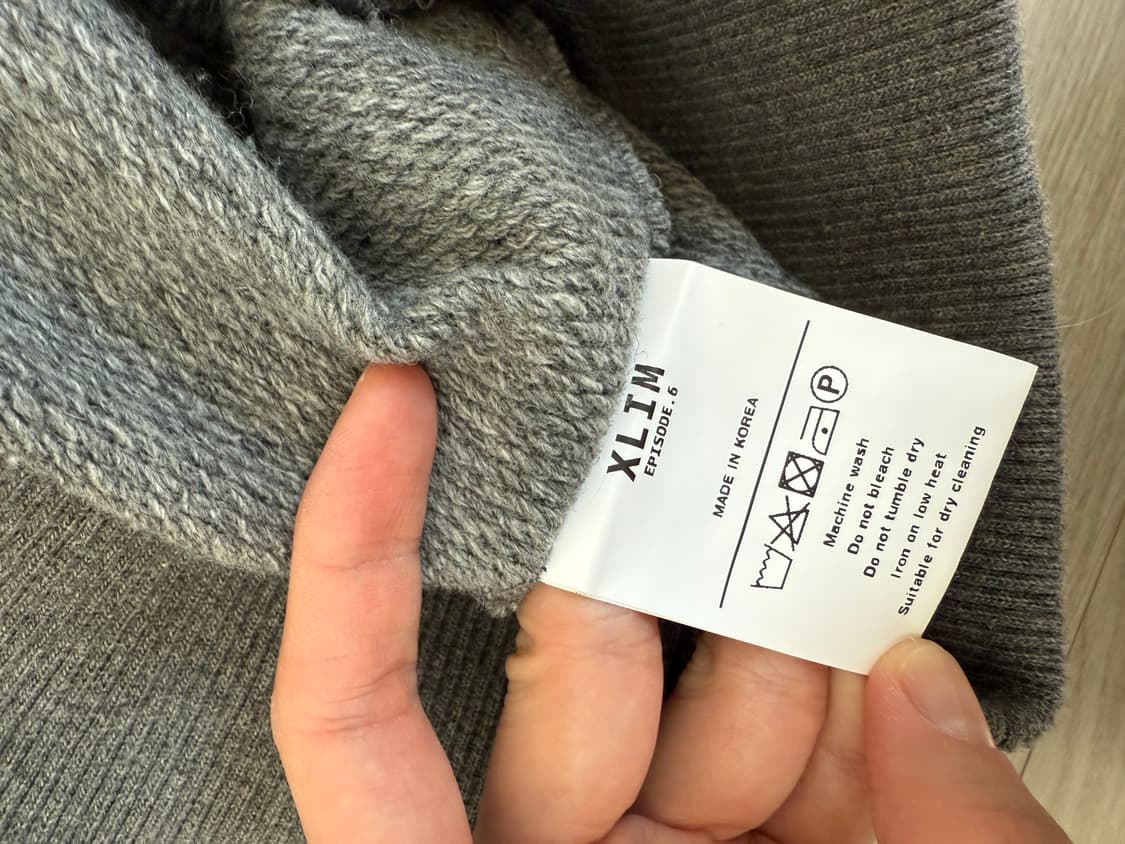 XLIM
EPISODE.6
MADE IN KOREA
P
Machine wash
Do not bleach
Do not tumble dry
Iron on low heat
Suitable for dry cleaning